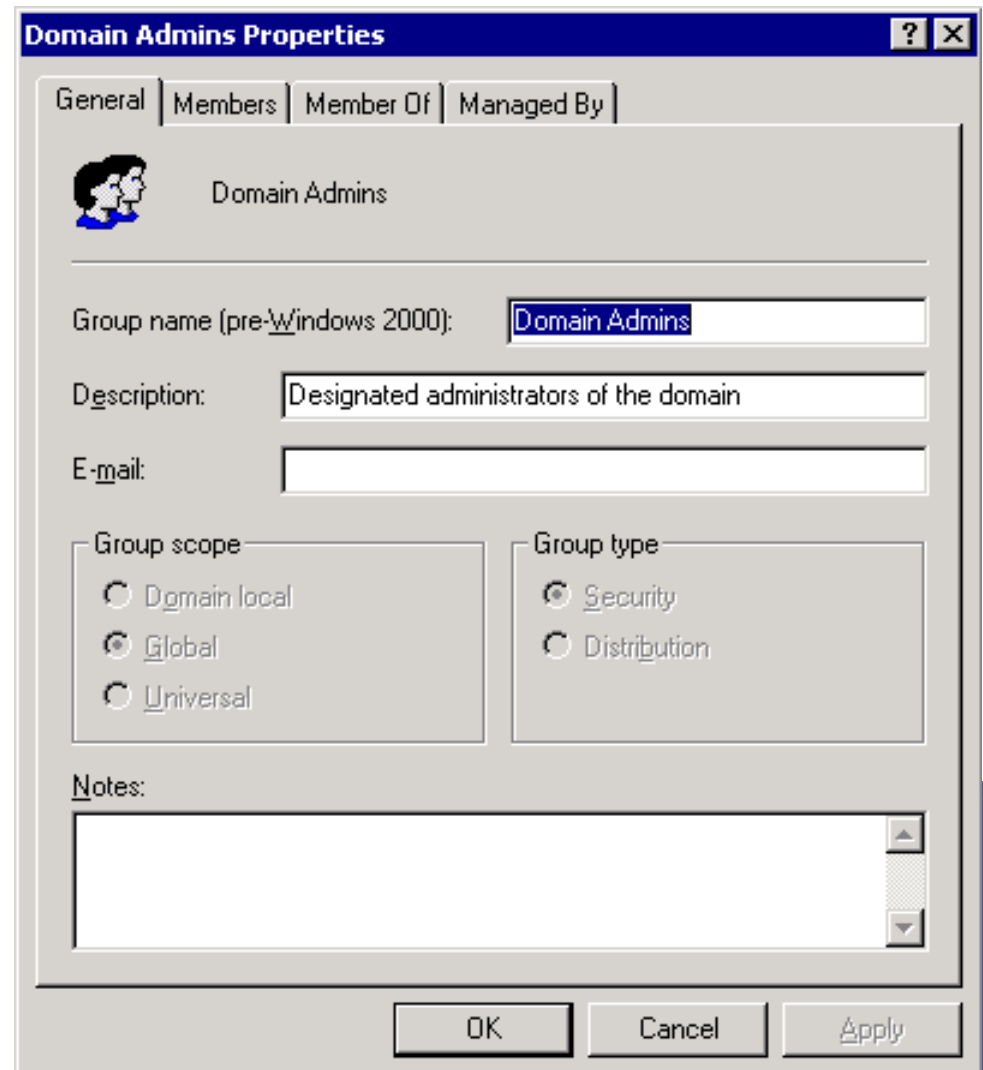 Domain Admins Properties
General Members Member Of Managed By
Domain Admins
Group name (pre-Windows 2000): Domain Admins
Description: Designated administrators of the domain
E-mail:
Group scope
Domain local
Global
Universal
Group type
Security
Distribution
Notes:
OK Cancel Apply